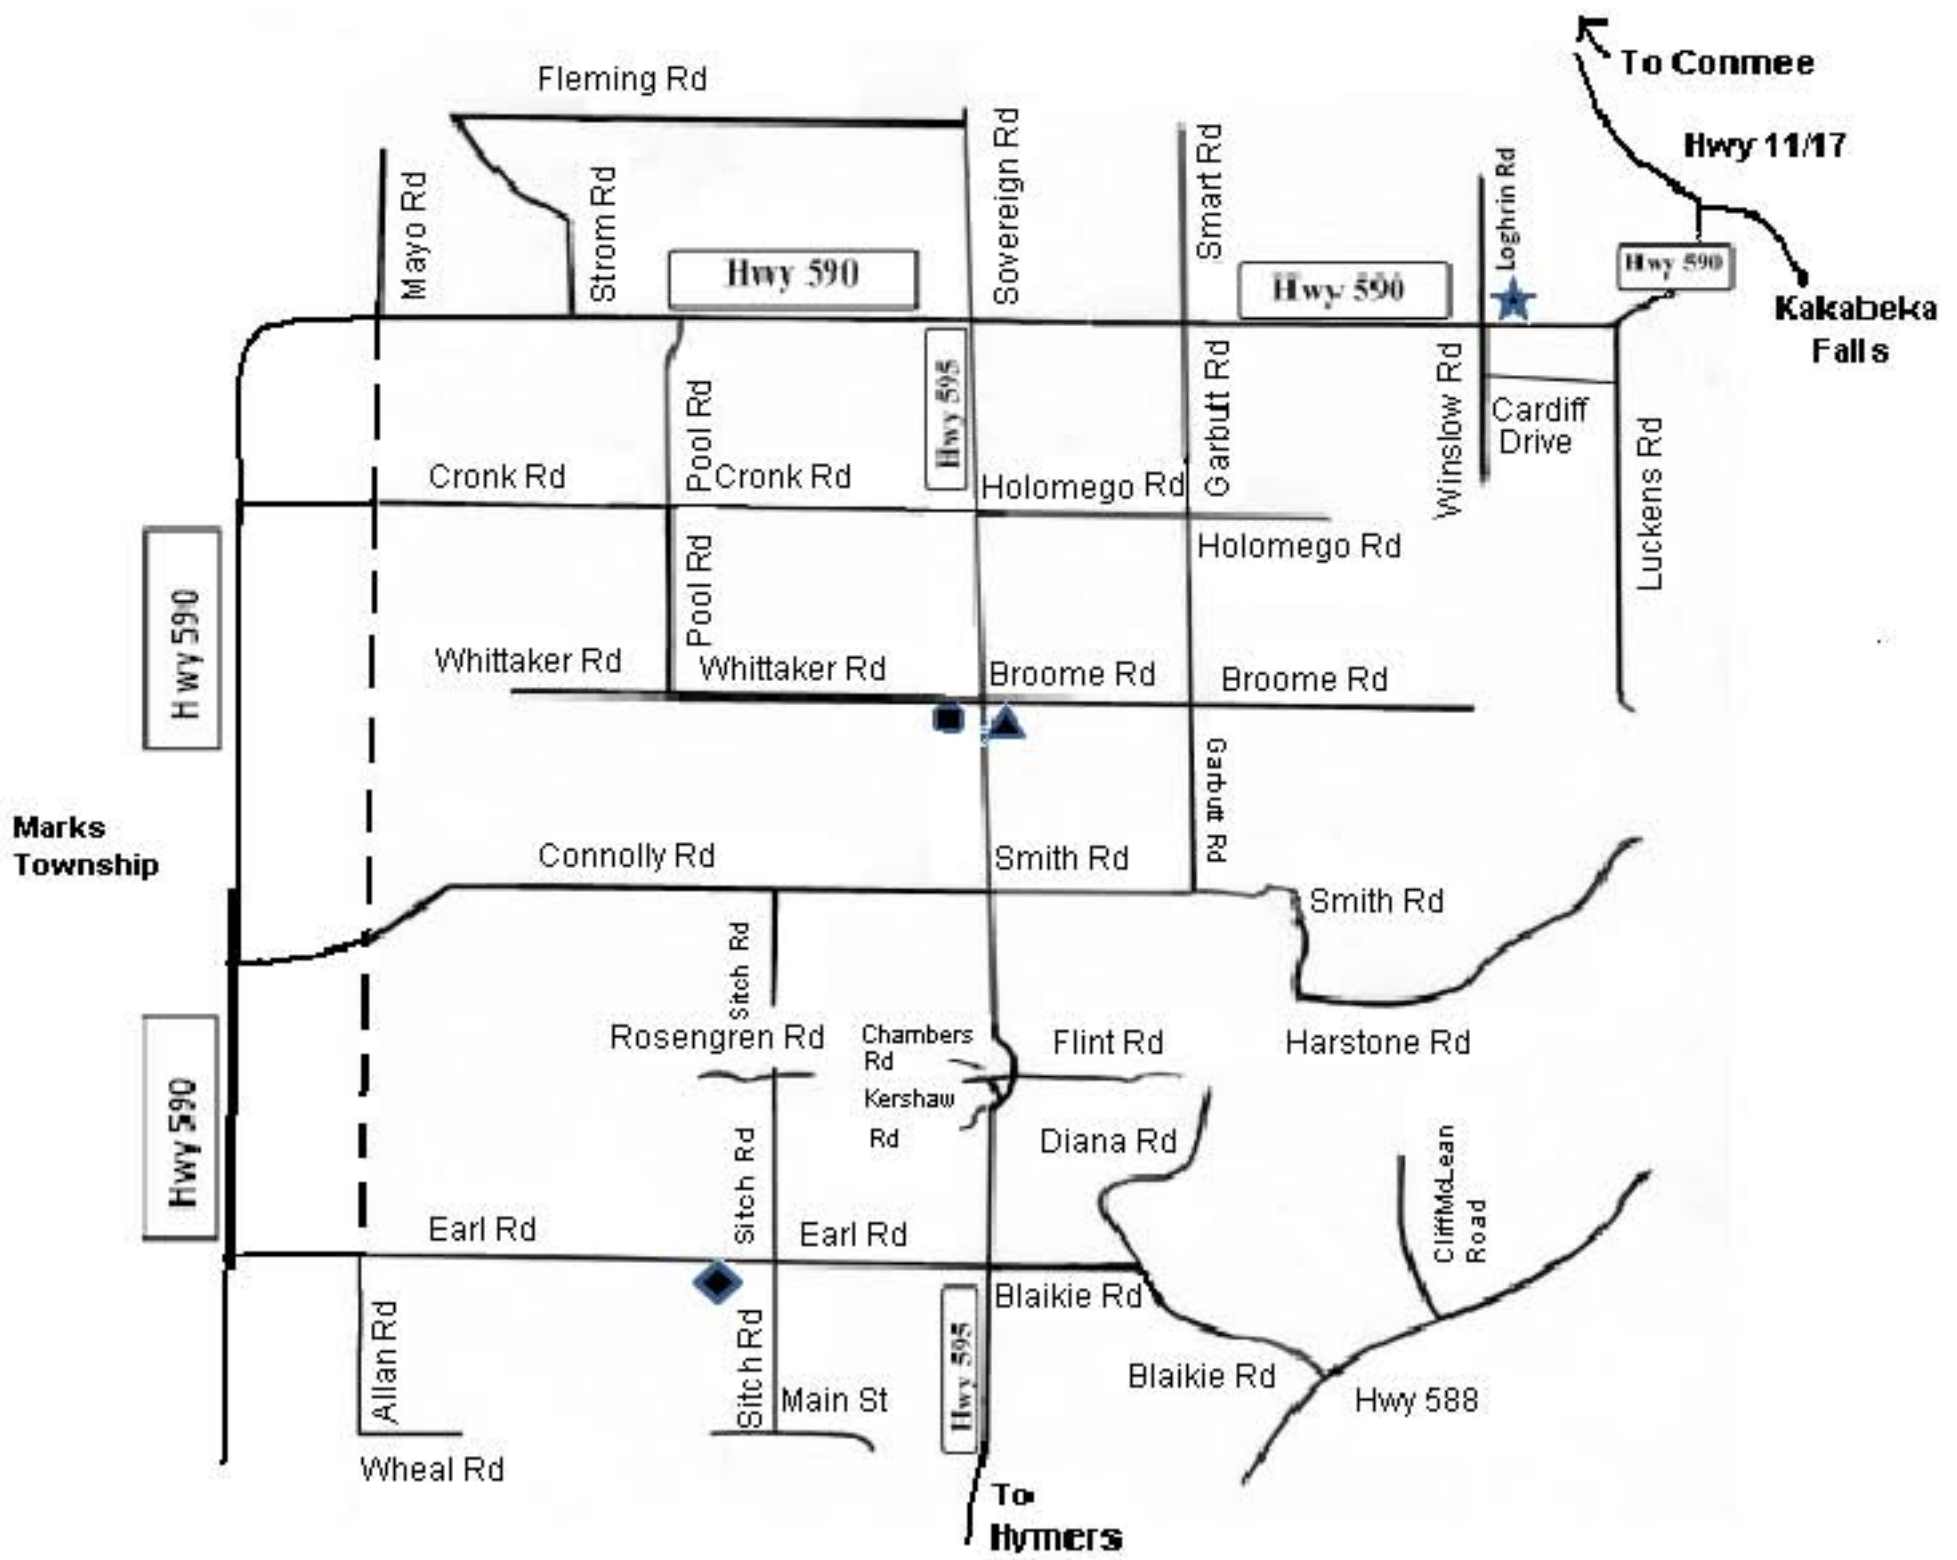 To Conmee
Fleming Rd
Hwy 11/17
Mayo Rd
Strom Rd
Sovereign Rd
Smart Rd
Loghrin Rd
Hwy 590
Hwy 590
Hwy 590
Kakabeka
Falls
Hwy 595
Pool Rd
Garbutt Rd
Winslow Rd
Cardiff
Drive
Luckens Rd
Cronk Rd
Cronk Rd
Holomego Rd
Holomego Rd
Hwy 590
Pool Rd
Whittaker Rd
Whittaker Rd
Broome Rd
Broome Rd
Garbutt Rd
Marks
Township
Connolly Rd
Smith Rd
Smith Rd
Sitch Rd
Rosengren Rd
Chambers
Rd
Flint Rd
Harstone Rd
Kershaw
Rd
Hwy 590
Sitch Rd
Diana Rd
CliffMcLean
Road
Earl Rd
Earl Rd
Blaikie Rd
Allan Rd
Sitch Rd
Main St
Hwy 595
Blaikie Rd
Hwy 588
Wheal Rd
To
Hymers